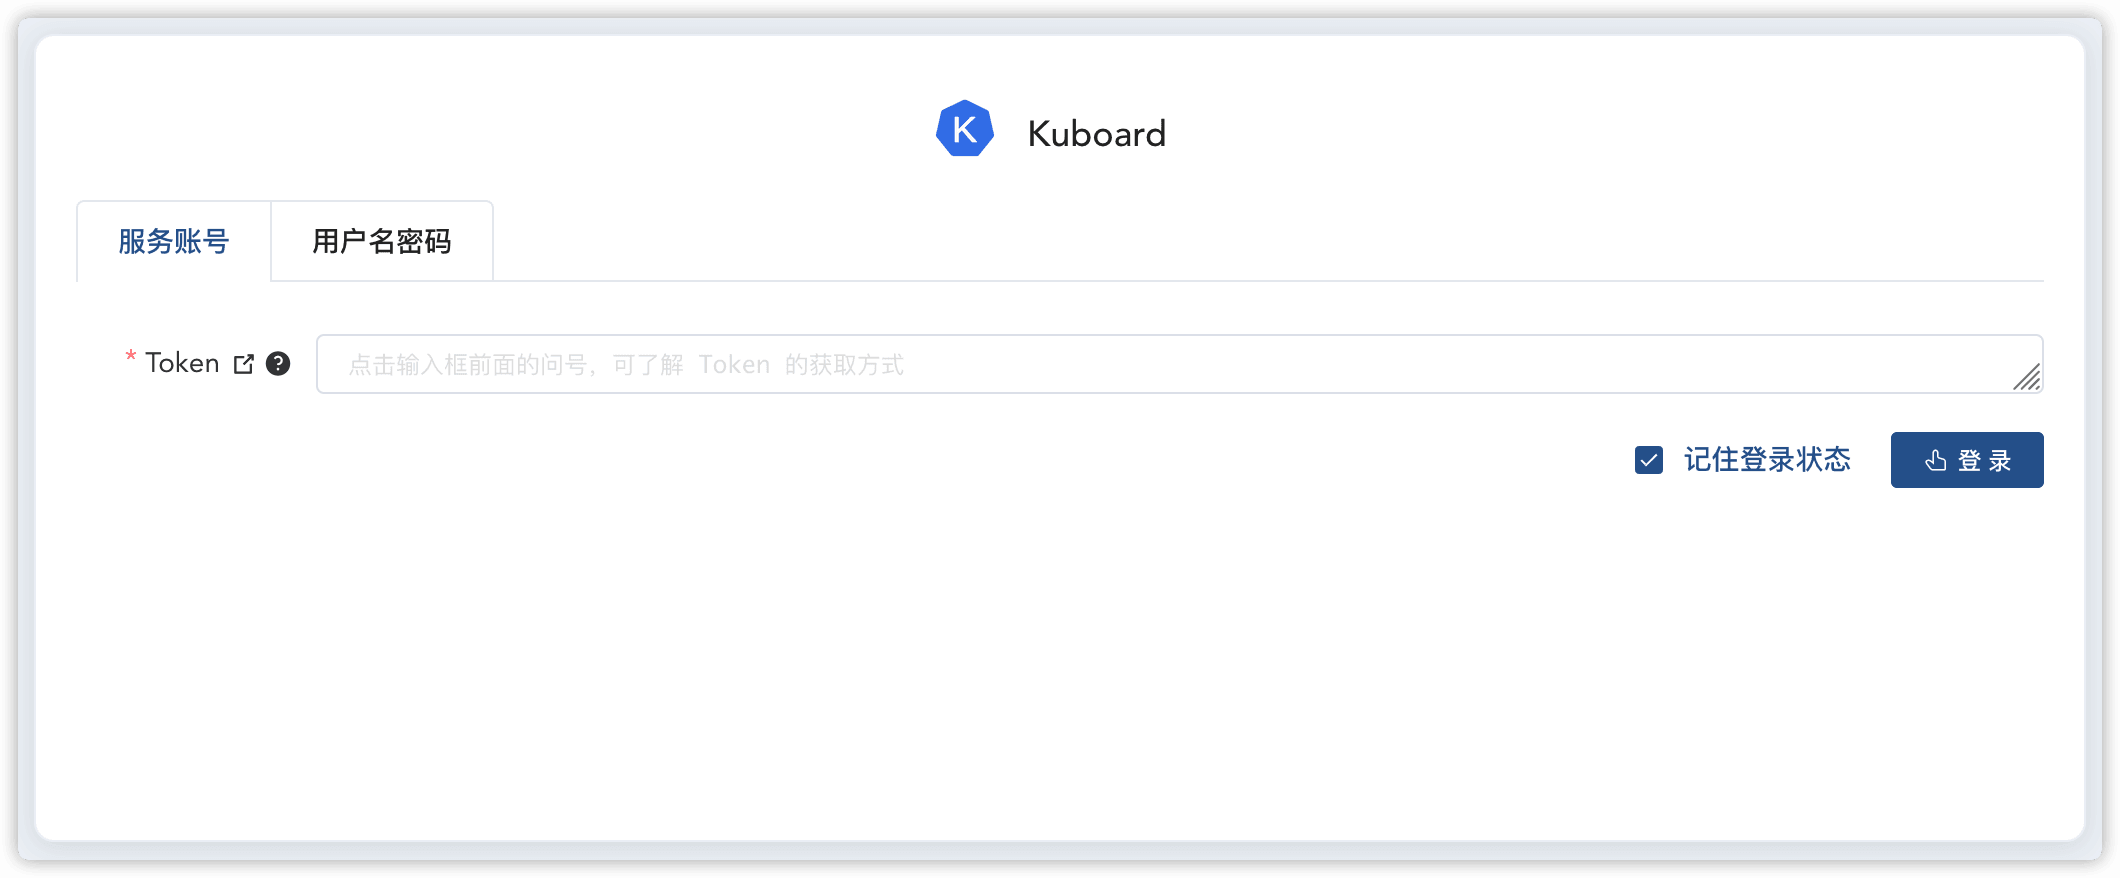 K Kuboard
服务账号 用户名密码
* Token ? 点击输入框前面的问号，可了解 Token 的获取方式
记住登录状态 登 录